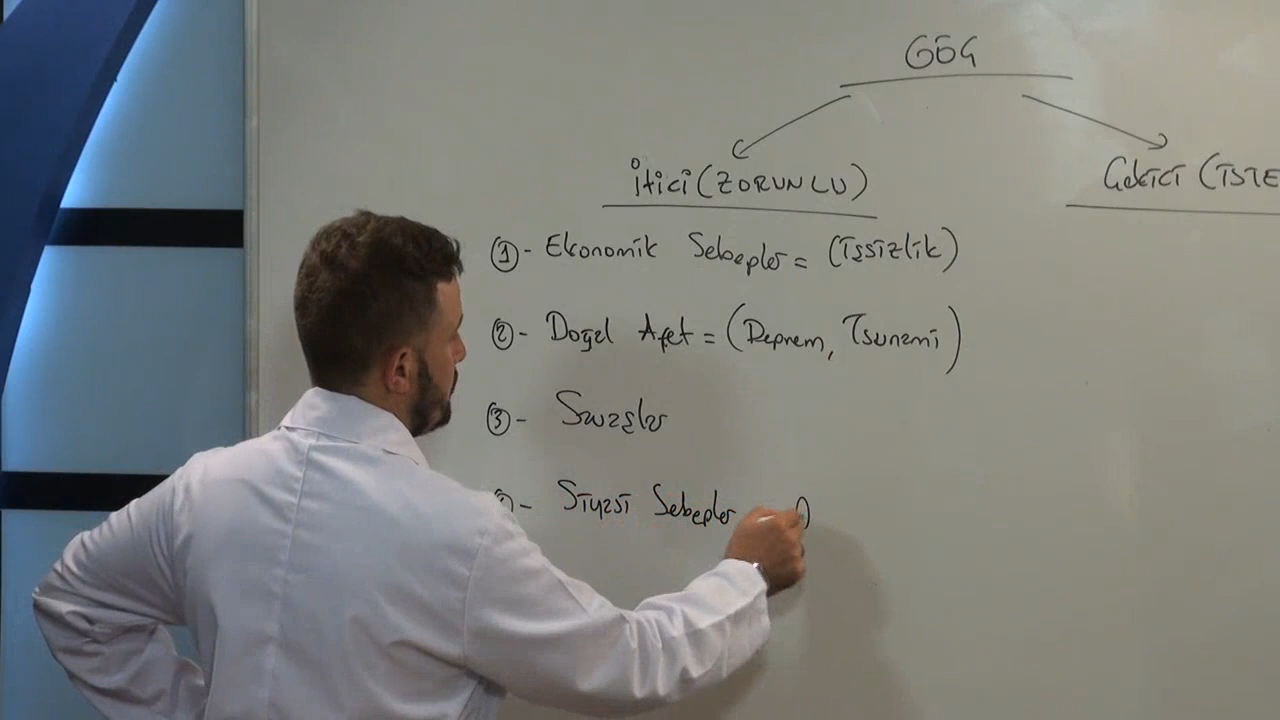 GÖÇ
İtici (ZORUNLU)
Çekici (İSTE
1- Ekonomik Sebepler = (İşsizlik)
2- Doğal Afet = (Deprem, Tsunami)
3- Savaşlar
- Siyasi Sebepler